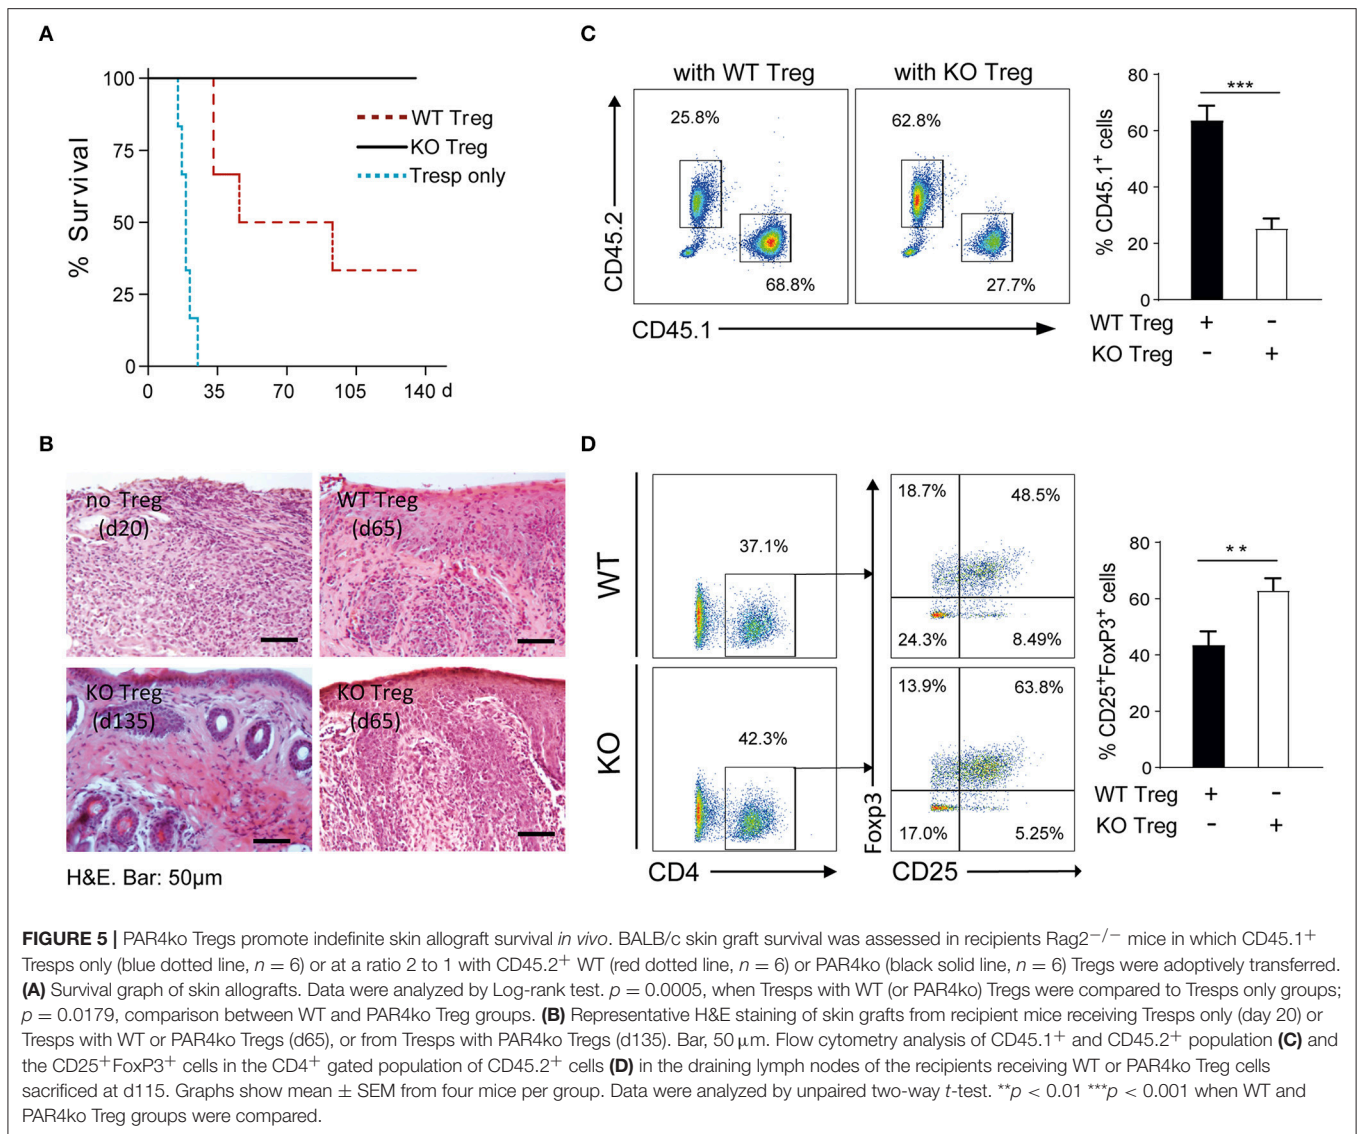 A
100
75
50
25
0
% Survival
WT Treg
KO Treg
Tresp only
0 35 70 105 140 d
B
no Treg
(d20)
WT Treg
(d65)
KO Treg
(d135)
KO Treg
(d65)
H&E. Bar: 50μm
C
with WT Treg with KO Treg
25.8%
68.8%
62.8%
27.7%
CD45.2
CD45.1
80
60
40
20
0
% CD45.1+ cells
***
WT Treg + -
KO Treg - +
D
WT
37.1%
18.7% 48.5%
24.3% 8.49%
KO
42.3%
13.9% 63.8%
17.0% 5.25%
Foxp3
CD4
CD25
80
60
40
20
0
% CD25+FoxP3+ cells
**
WT Treg + -
KO Treg - +
FIGURE 5 | PAR4ko Tregs promote indefinite skin allograft survival in vivo. BALB/c skin graft survival was assessed in recipients Rag2−/− mice in which CD45.1+
Tresps only (blue dotted line, n = 6) or at a ratio 2 to 1 with CD45.2+ WT (red dotted line, n = 6) or PAR4ko (black solid line, n = 6) Tregs were adoptively transferred.
(A) Survival graph of skin allografts. Data were analyzed by Log-rank test. p = 0.0005, when Tresps with WT (or PAR4ko) Tregs were compared to Tresps only groups;
p = 0.0179, comparison between WT and PAR4ko Treg groups. (B) Representative H&E staining of skin grafts from recipient mice receiving Tresps only (day 20) or
Tresps with WT or PAR4ko Tregs (d65), or from Tresps with PAR4ko Tregs (d135). Bar, 50 μm. Flow cytometry analysis of CD45.1+ and CD45.2+ population (C) and
the CD25+FoxP3+ cells in the CD4+ gated population of CD45.2+ cells (D) in the draining lymph nodes of the recipients receiving WT or PAR4ko Treg cells
sacrificed at d115. Graphs show mean ± SEM from four mice per group. Data were analyzed by unpaired two-way t-test. **p < 0.01 ***p < 0.001 when WT and
PAR4ko Treg groups were compared.